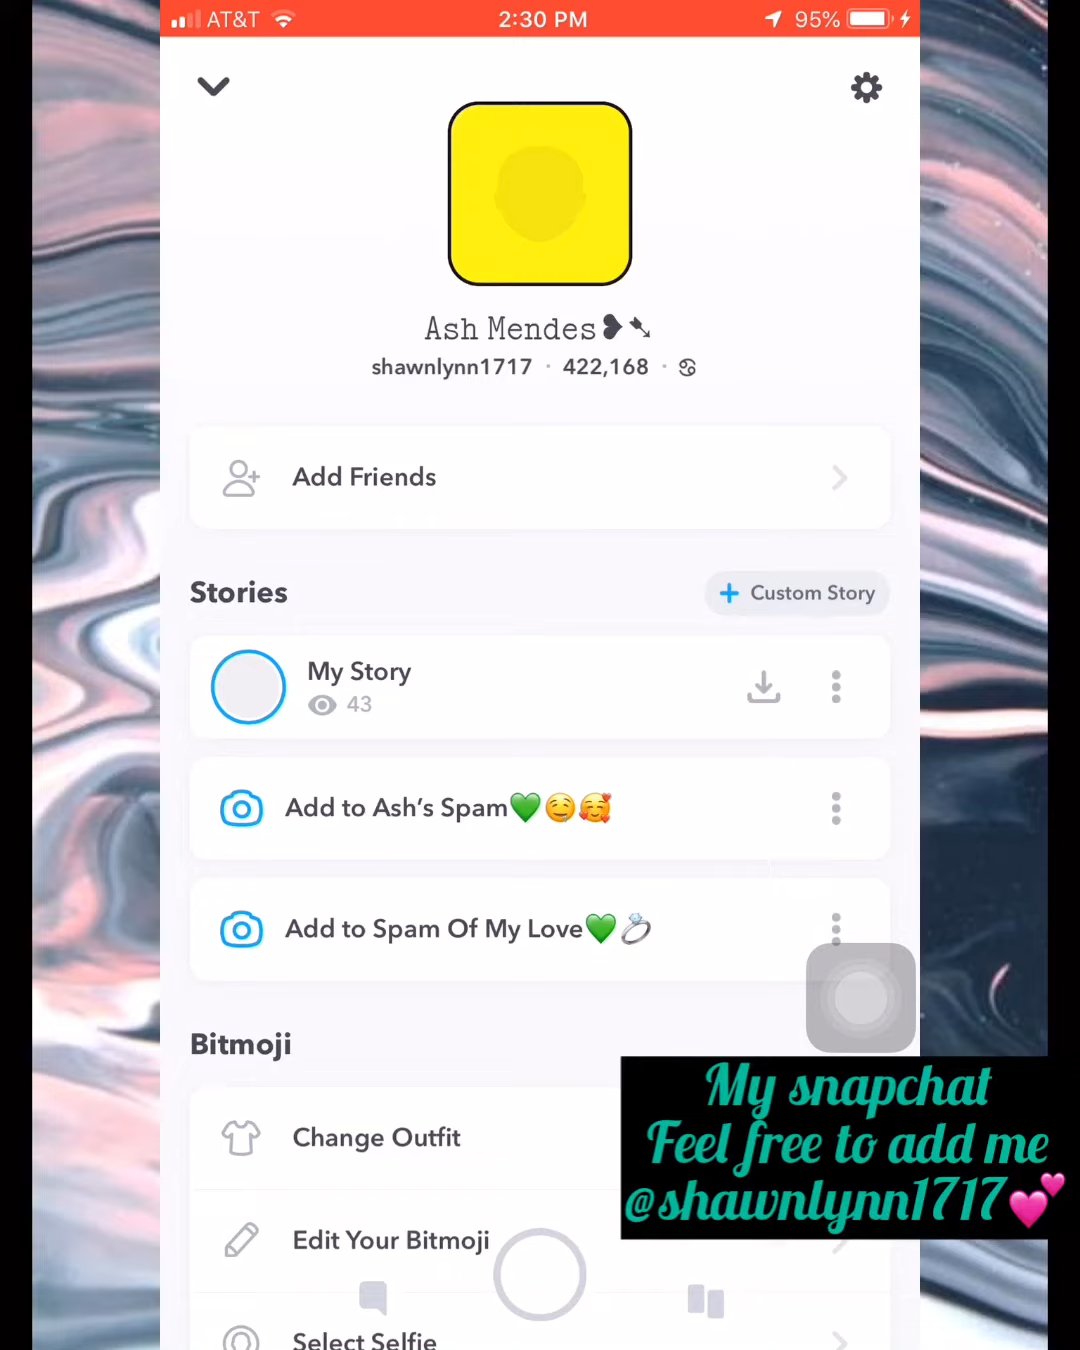 AT&T 2:30 PM 95%
Ash Mendes❥➴
shawnlynn1717 · 422,168 · ♋
Add Friends
Stories
+ Custom Story
My Story
43
Add to Ash's Spam💚🤤🥰
Add to Spam Of My Love💚💍
Bitmoji
Change Outfit
Edit Your Bitmoji
Select Selfie
My snapchat
Feel free to add me
@shawnlynn1717💕